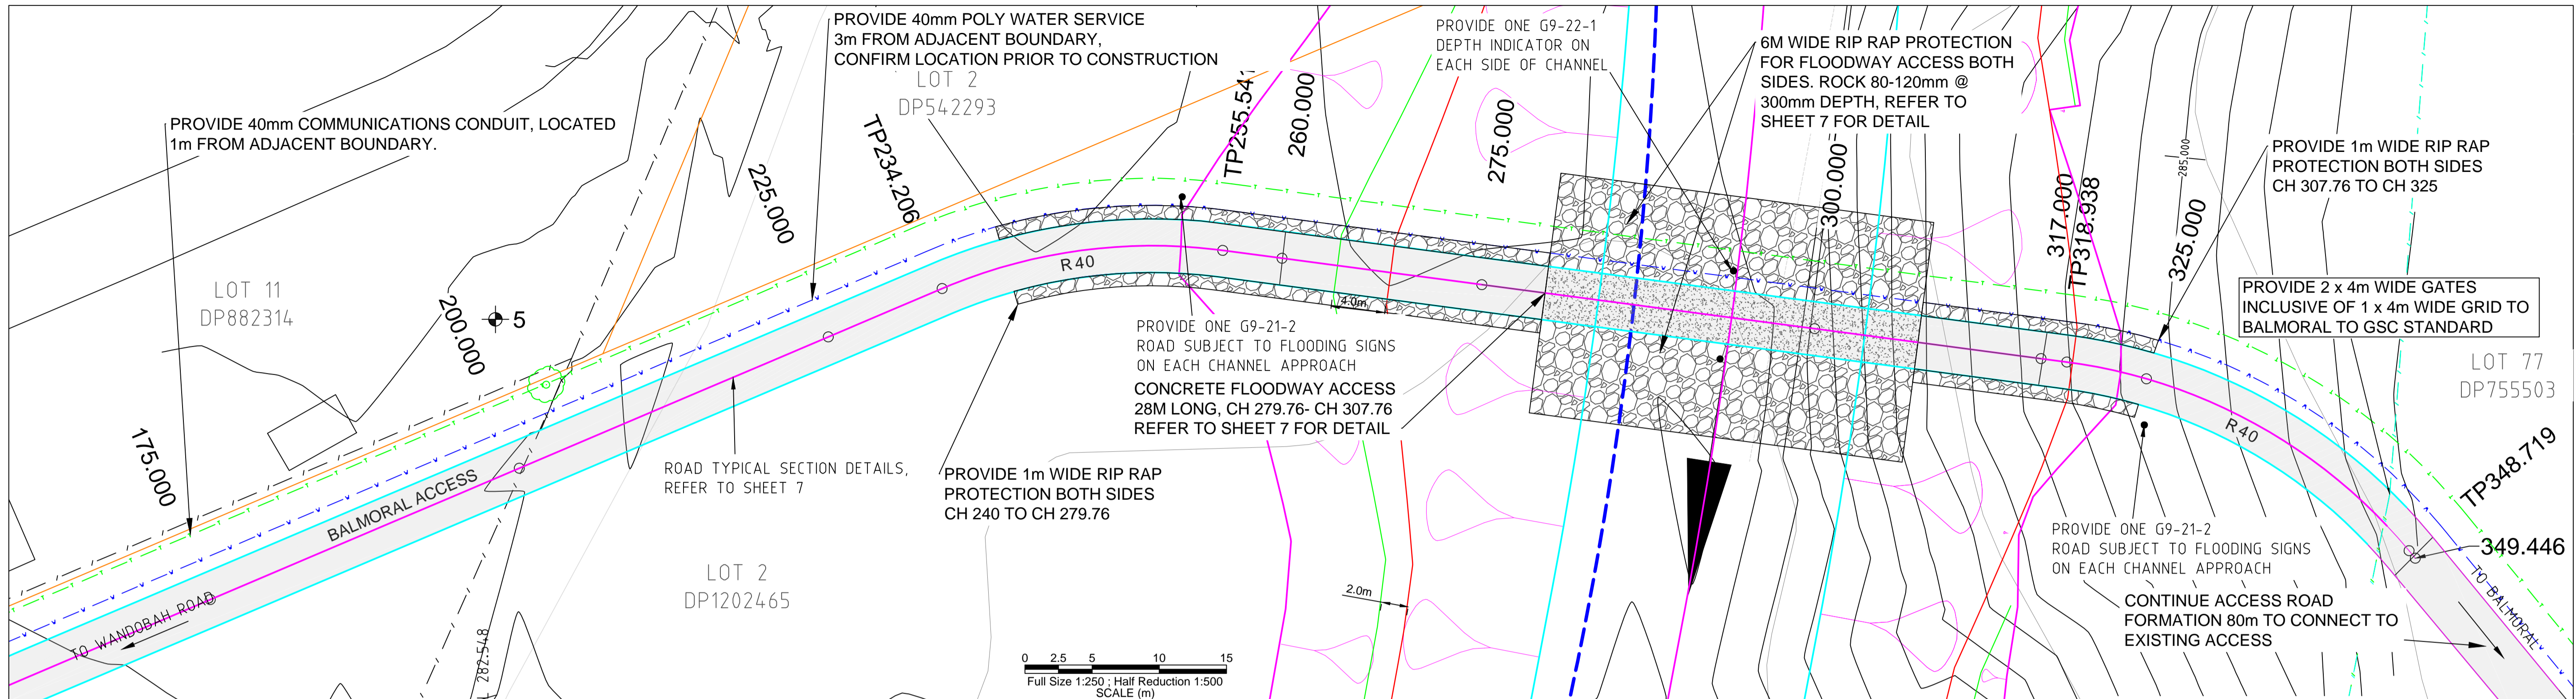 PROVIDE 40mm POLY WATER SERVICE
3m FROM ADJACENT BOUNDARY,
CONFIRM LOCATION PRIOR TO CONSTRUCTION
LOT 2
DP542293
PROVIDE ONE G9-22-1
DEPTH INDICATOR ON
EACH SIDE OF CHANNEL
6M WIDE RIP RAP PROTECTION
FOR FLOODWAY ACCESS BOTH
SIDES. ROCK 80-120mm @
300mm DEPTH, REFER TO
SHEET 7 FOR DETAIL
PROVIDE 40mm COMMUNICATIONS CONDUIT, LOCATED
1m FROM ADJACENT BOUNDARY.
PROVIDE 1m WIDE RIP RAP
PROTECTION BOTH SIDES
CH 307.76 TO CH 325
285.000
175.000
200.000
225.000
TP234.206
TP255.541
260.000
275.000
300.000
317.000
TP318.938
325.000
TP348.719
349.446
LOT 11
DP882314
5
R40
4.0m
PROVIDE 2 x 4m WIDE GATES
INCLUSIVE OF 1 x 4m WIDE GRID TO
BALMORAL TO GSC STANDARD
LOT 77
DP755503
PROVIDE ONE G9-21-2
ROAD SUBJECT TO FLOODING SIGNS
ON EACH CHANNEL APPROACH
CONCRETE FLOODWAY ACCESS
28M LONG, CH 279.76- CH 307.76
REFER TO SHEET 7 FOR DETAIL
R40
BALMORAL ACCESS
ROAD TYPICAL SECTION DETAILS,
REFER TO SHEET 7
PROVIDE 1m WIDE RIP RAP
PROTECTION BOTH SIDES
CH 240 TO CH 279.76
PROVIDE ONE G9-21-2
ROAD SUBJECT TO FLOODING SIGNS
ON EACH CHANNEL APPROACH
CONTINUE ACCESS ROAD
FORMATION 80m TO CONNECT TO
EXISTING ACCESS
TO BALMORAL
LOT 2
DP1202465
2.0m
TO WANDOBAH ROAD
282.548
0 2.5 5 10 15
Full Size 1:250 ; Half Reduction 1:500
SCALE (m)